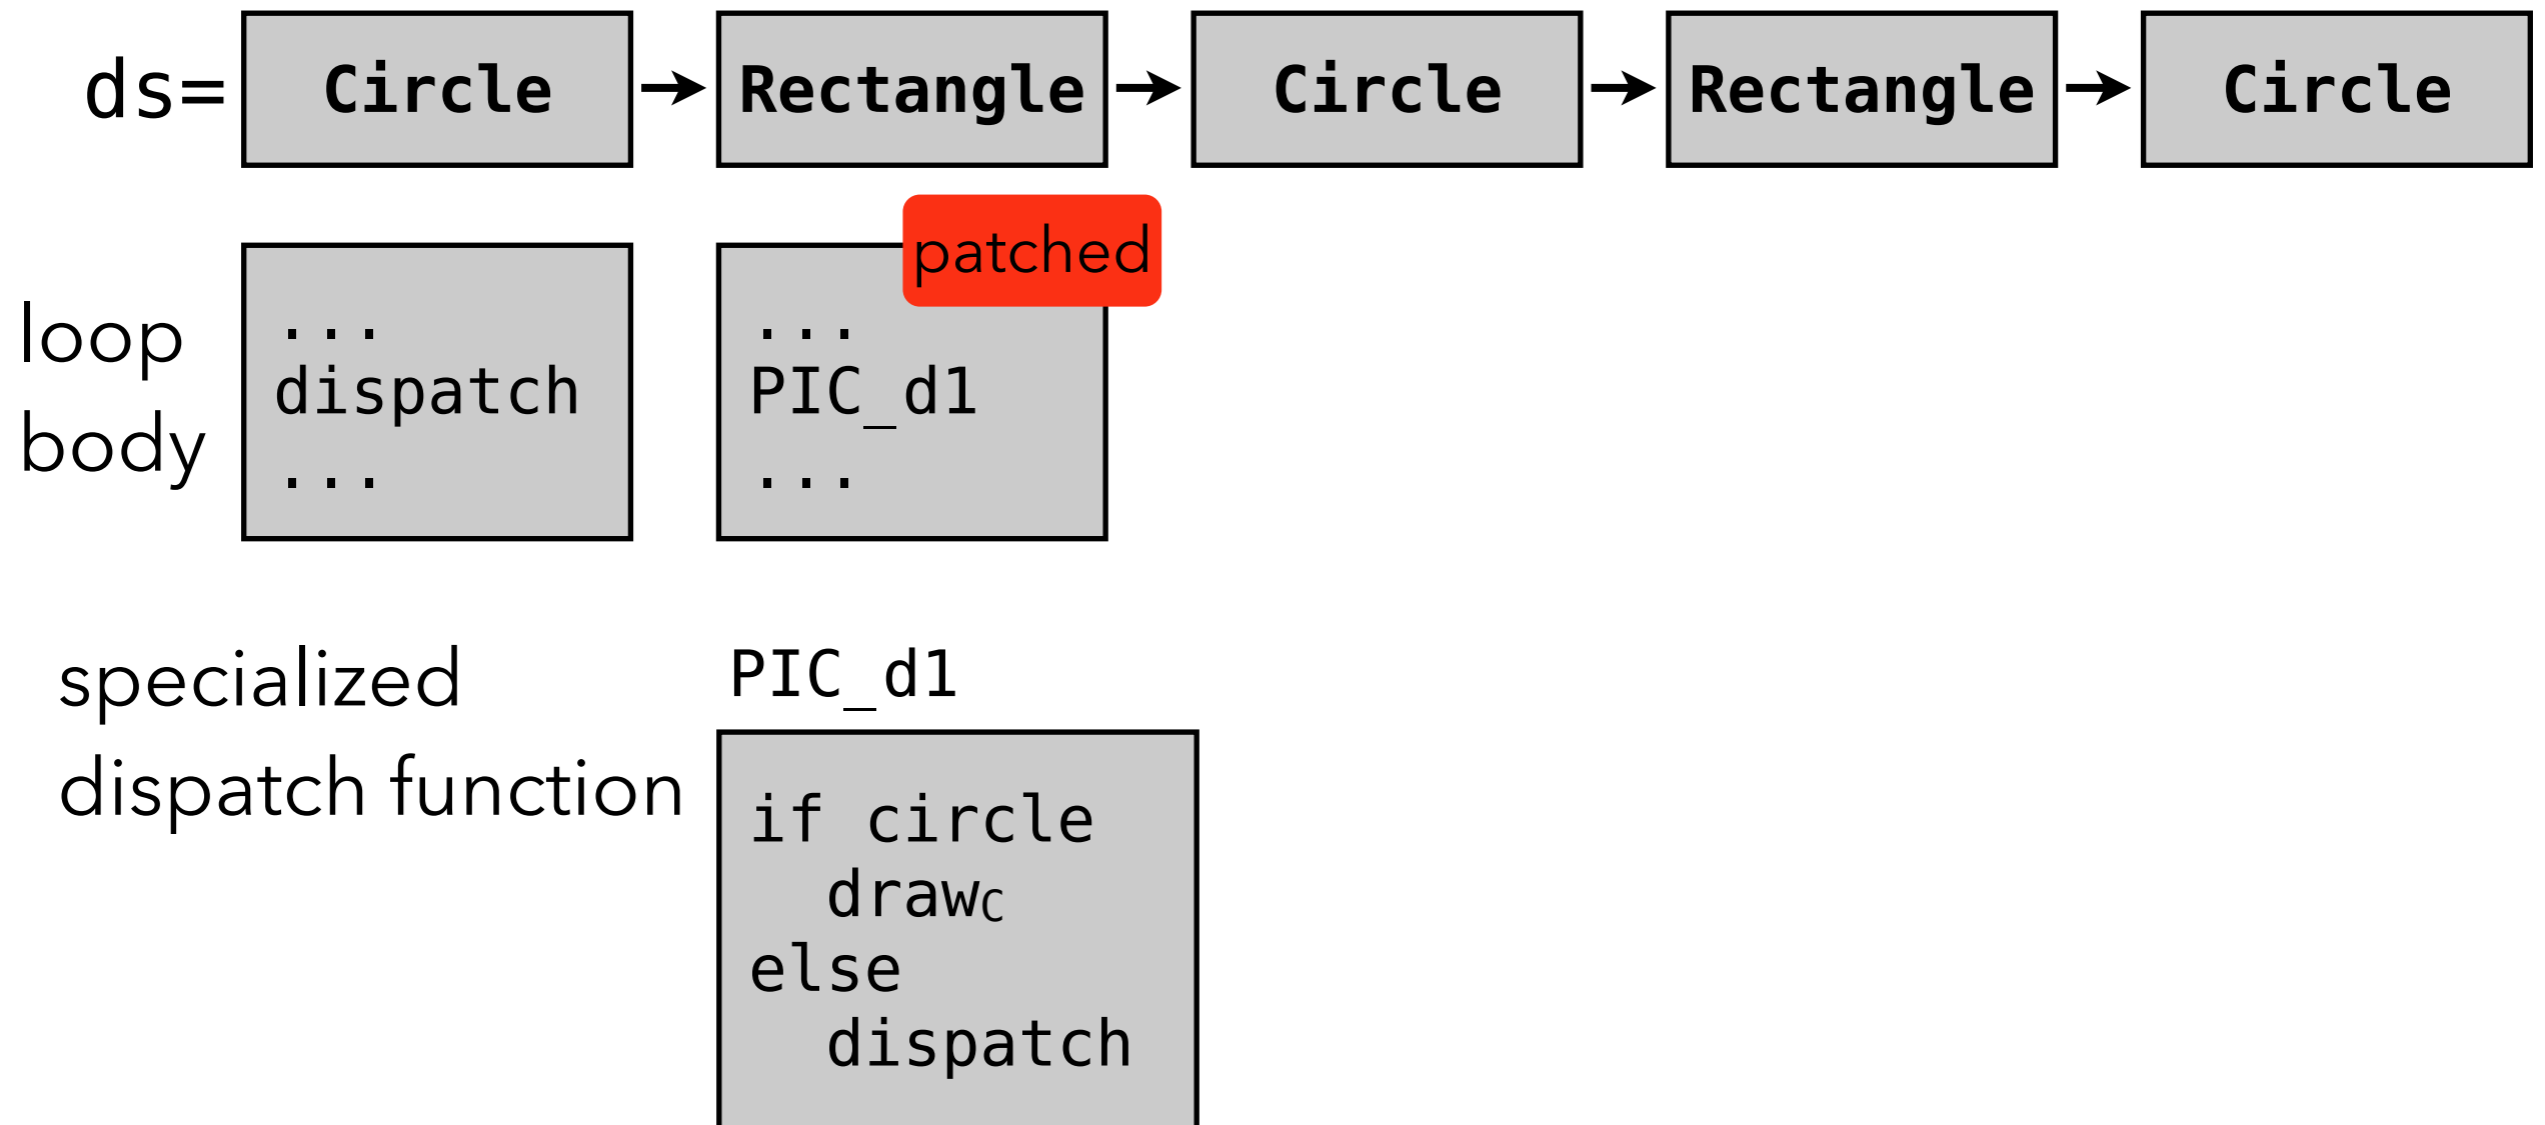 ds= Circle → Rectangle → Circle → Rectangle → Circle
patched
loop
body
...
dispatch
...
...
PIC_d1
...
specialized
dispatch function
PIC_d1
if circle
drawC
else
dispatch